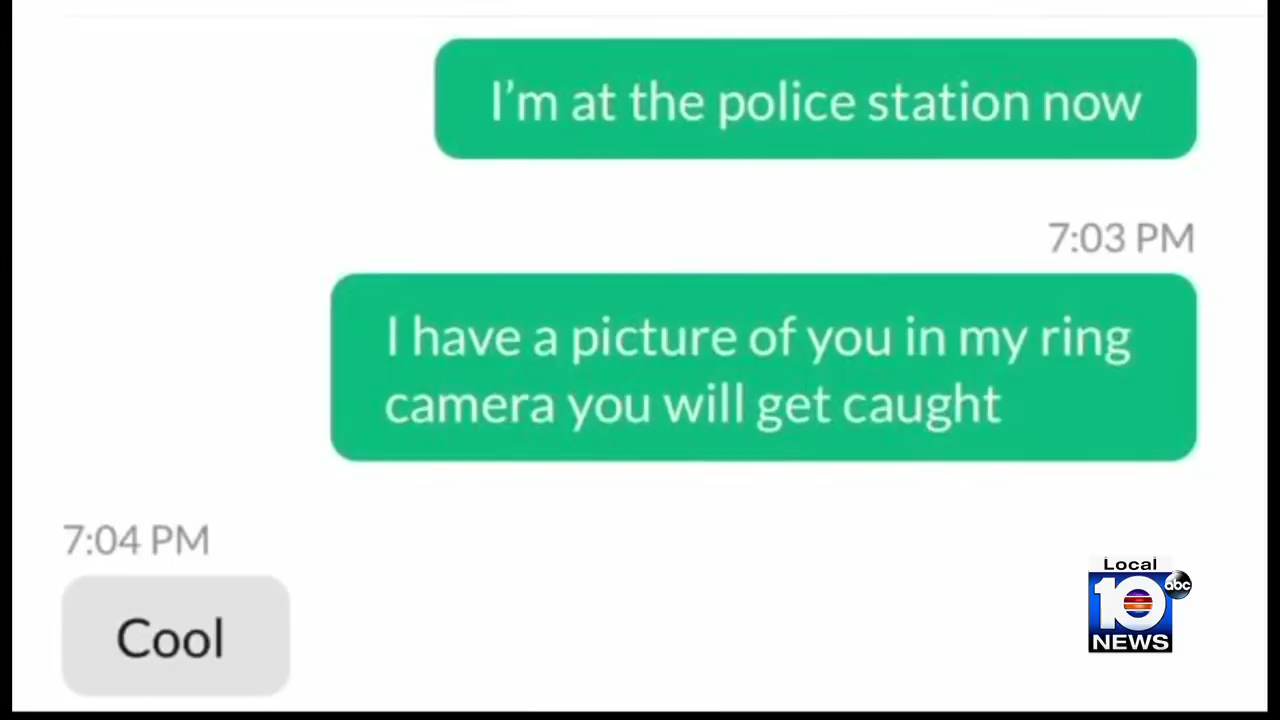 I'm at the police station now
7:03 PM
I have a picture of you in my ring
camera you will get caught
7:04 PM
Cool
Local
10
abc
NEWS